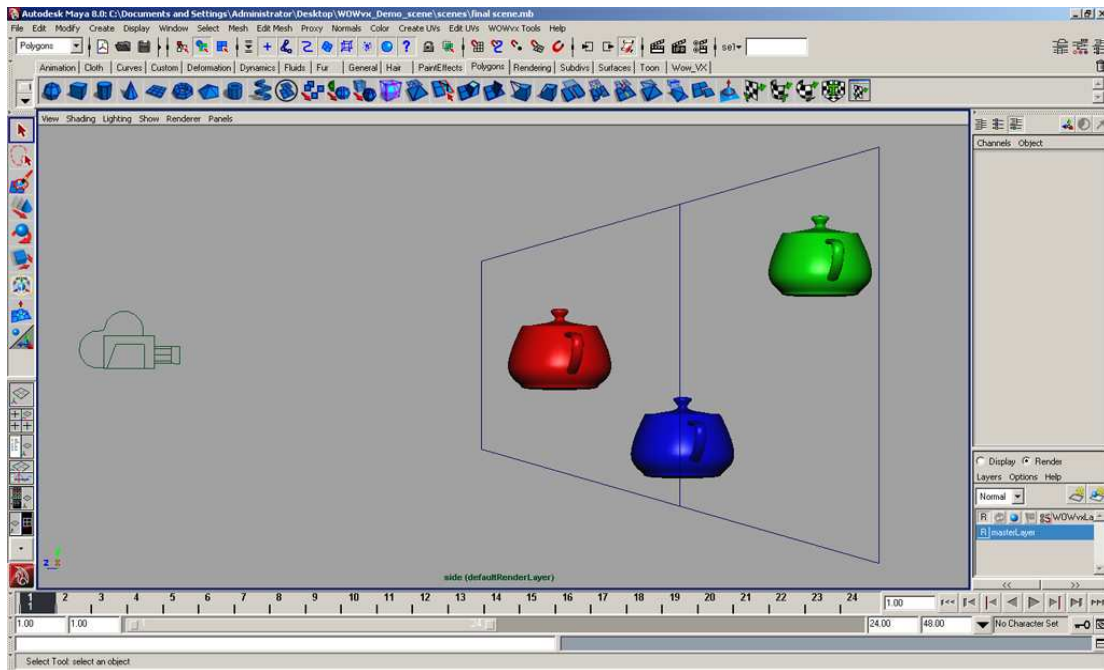 Autodesk Maya 8.0: C:\Documents and Settings\Administrator\Desktop\WOWvx_Demo_scene\scenes\final scene.mb
File Edit Modify Create Display Window Select Mesh Edit Mesh Proxy Normals Color Create UVs Edit UVs WOWvx Tools Help
Polygons sel
Animation Cloth Curves Custom Deformation Dynamics Fluids Fur General Hair PaintEffects Polygons Rendering Subdivs Surfaces Toon Wow_VX
View Shading Lighting Show Renderer Panels
Channels Object
Display Render
Layers Options Help
Normal
R WOWvxLa
R masterLayer
side (defaultRenderLayer)
1 2 3 4 5 6 7 8 9 10 11 12 13 14 15 16 17 18 19 20 21 22 23 24 1.00
1
1.00 1.00 1 24 24.00 48.00 No Character Set
Select Tool: select an object